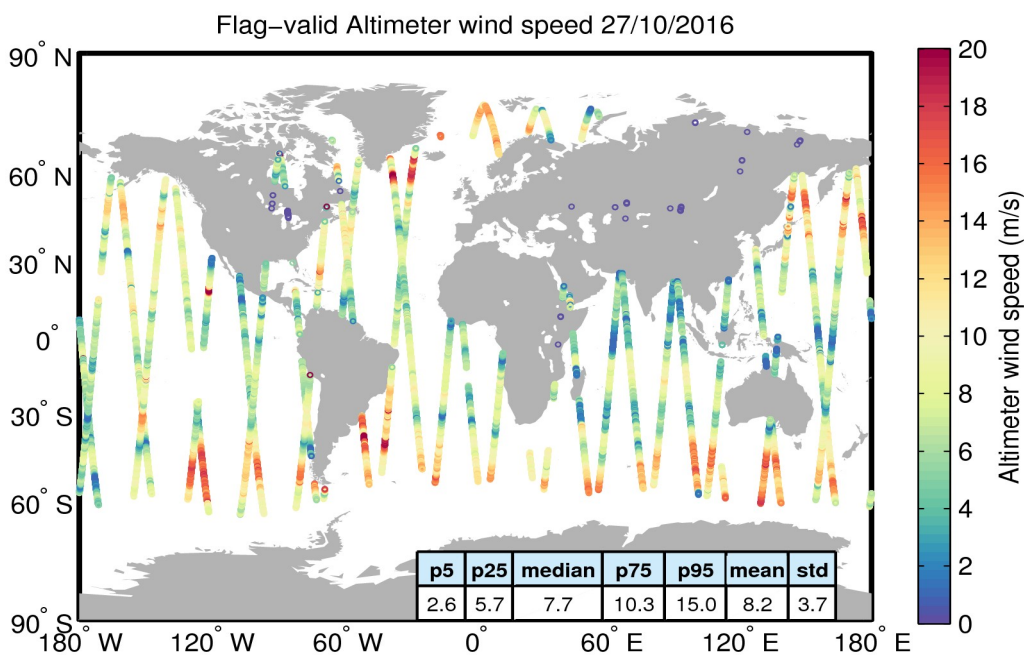 Flag−valid Altimeter wind speed 27/10/2016
90° N
60° N
30° N
0°
30° S
60° S
90° S
180° W
120° W
60° W
0°
60° E
120° E
180° E
p5 p25 median p75 p95 mean std
2.6 5.7 7.7 10.3 15.0 8.2 3.7
20
18
16
14
12
10
8
6
4
2
0
Altimeter wind speed (m/s)